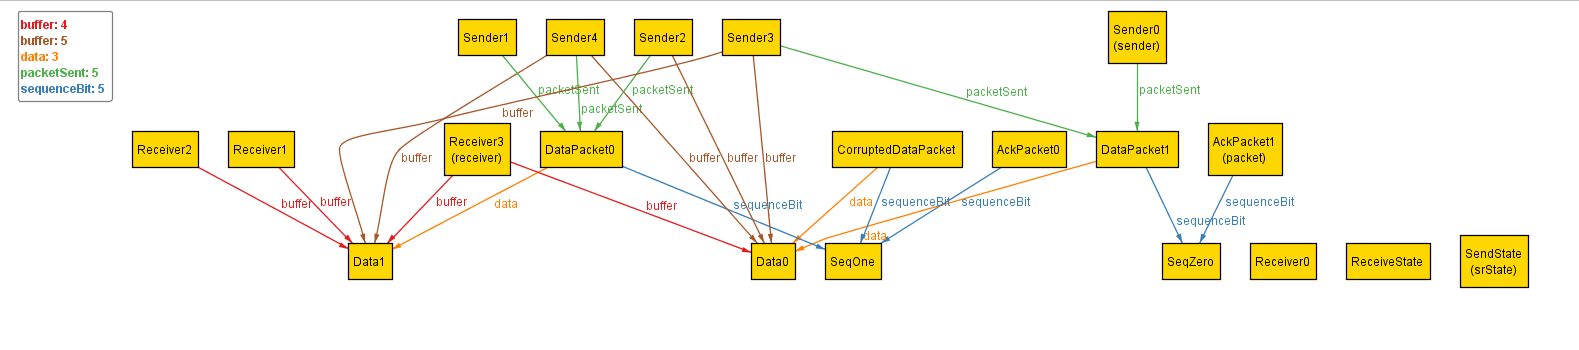 buffer: 4
buffer: 5
data: 3
packetSent: 5
sequenceBit: 5
Sender1
Sender4
Sender2
Sender3
Sender0
(sender)
packetSent
packetSent
packetSent
packetSent
packetSent
buffer
Receiver2
Receiver1
Receiver3
(receiver)
DataPacket0
CorruptedDataPacket
AckPacket0
DataPacket1
AckPacket1
(packet)
buffer
buffer
buffer
buffer
buffer
buffer
buffer
data
buffer
sequenceBit
data
sequenceBit
sequenceBit
sequenceBit
sequenceBit
data
Data1
Data0
SeqOne
SeqZero
Receiver0
ReceiveState
SendState
(srState)